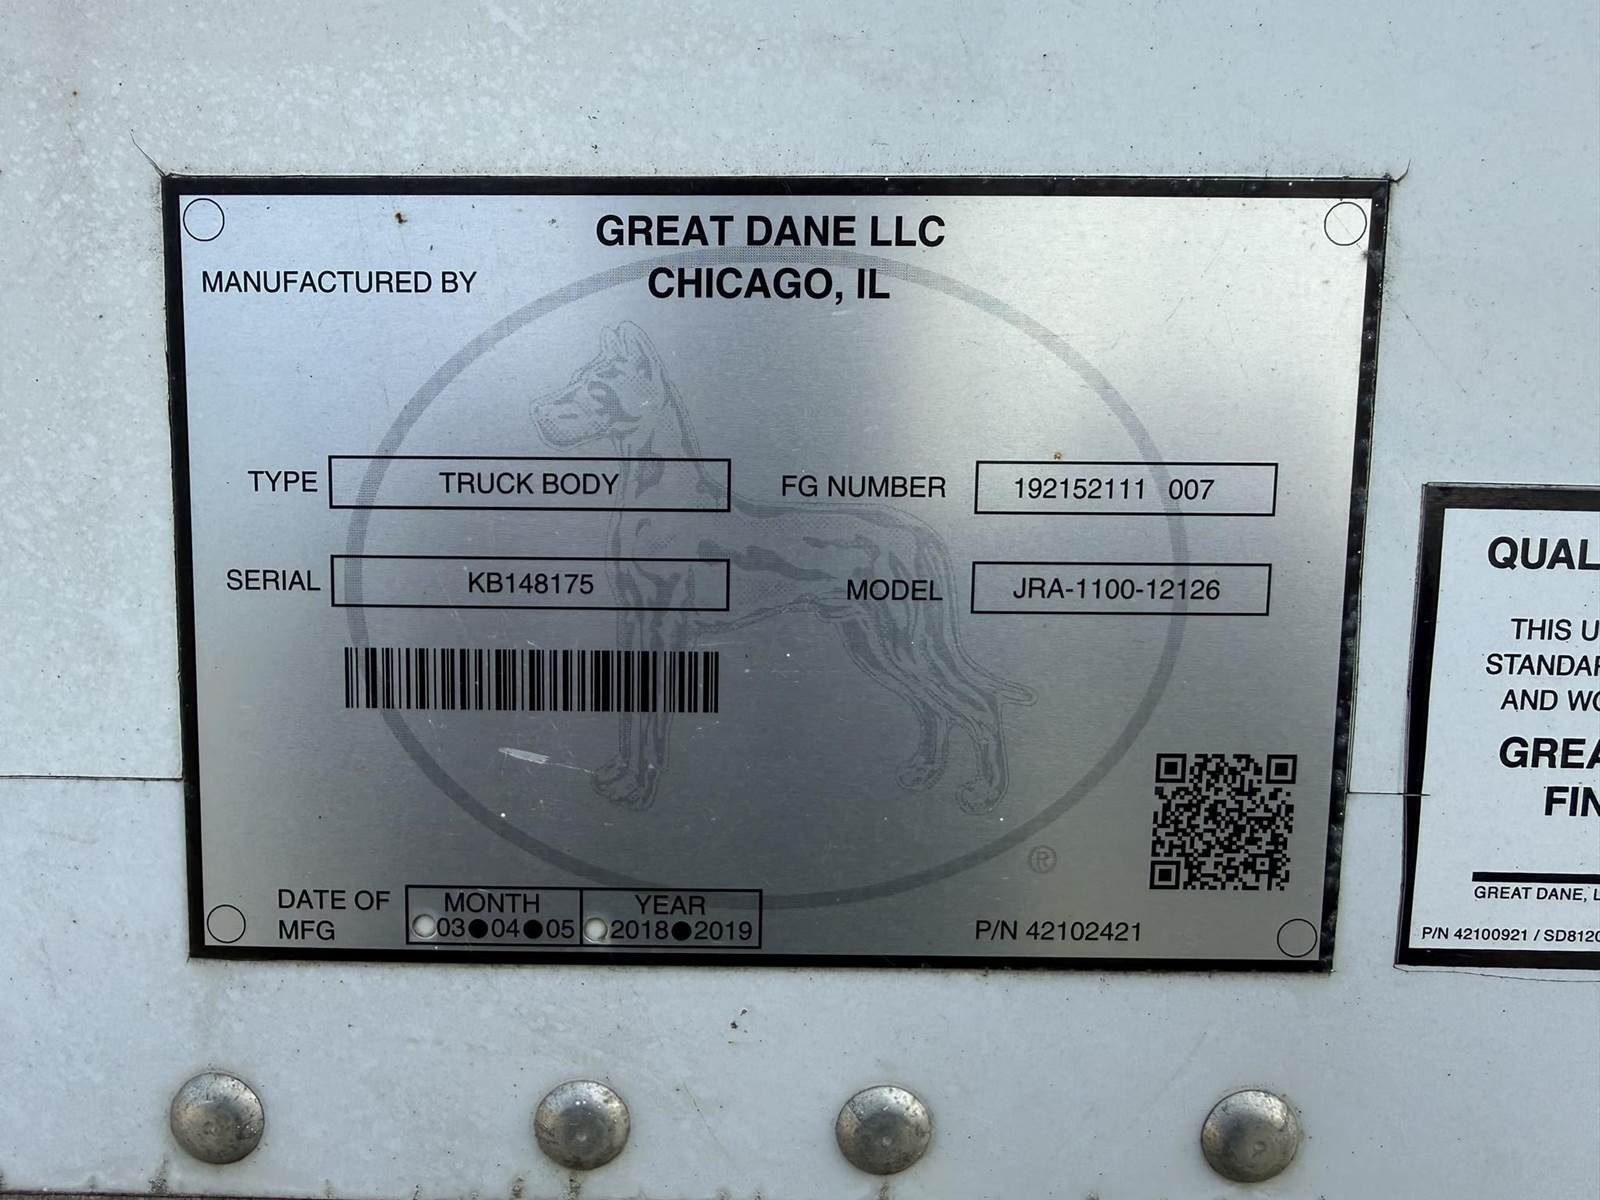 GREAT DANE LLC
MANUFACTURED BY CHICAGO, IL
TYPE TRUCK BODY FG NUMBER 192152111 007
SERIAL KB148175 MODEL JRA-1100-12126
®
DATE OF MFG
MONTH YEAR
03 04 05 2018 2019
P/N 42102421
QUAL
THIS U
STANDAR
AND WO
GREA
FIN
GREAT DANE, L
P/N 42100921 / SD8120